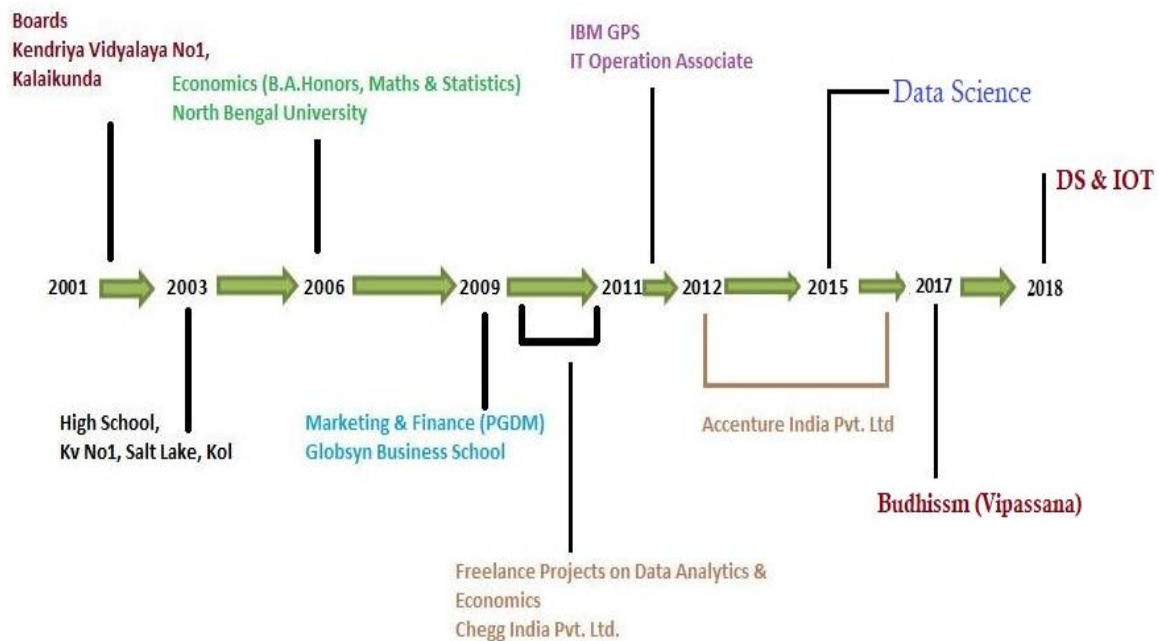 Boards
Kendriya Vidyalaya No1,
Kalaikunda
Economics (B.A.Honors, Maths & Statistics)
North Bengal University
IBM GPS
IT Operation Associate
Data Science
DS & IOT
2001
2003
2006
2009
2011
2012
2015
2017
2018
High School,
Kv No1, Salt Lake, Kol
Marketing & Finance (PGDM)
Globsyn Business School
Accenture India Pvt. Ltd
Budhissm (Vipassana)
Freelance Projects on Data Analytics &
Economics
Chegg India Pvt. Ltd.